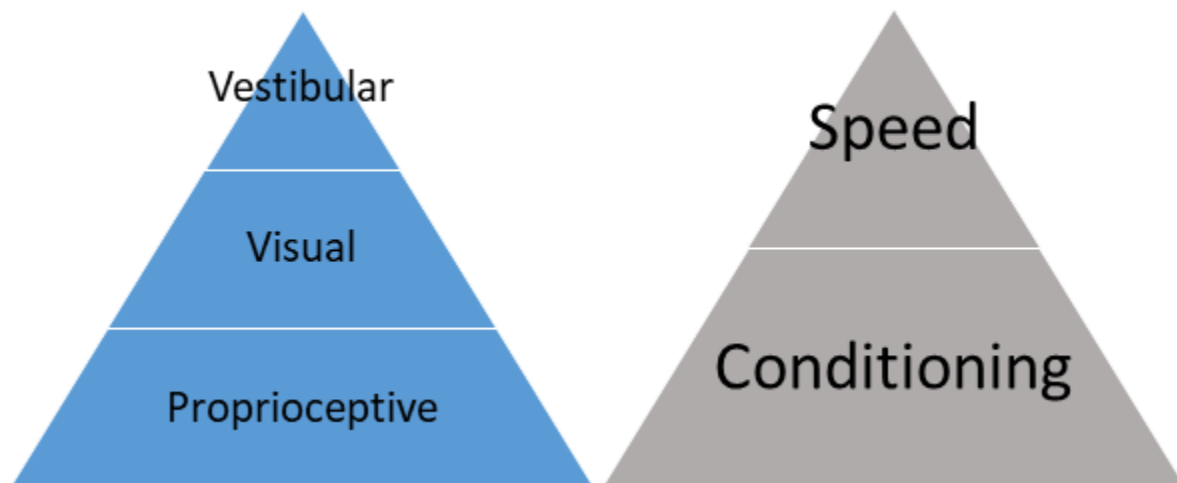 Vestibular
Visual
Proprioceptive
Speed
Conditioning